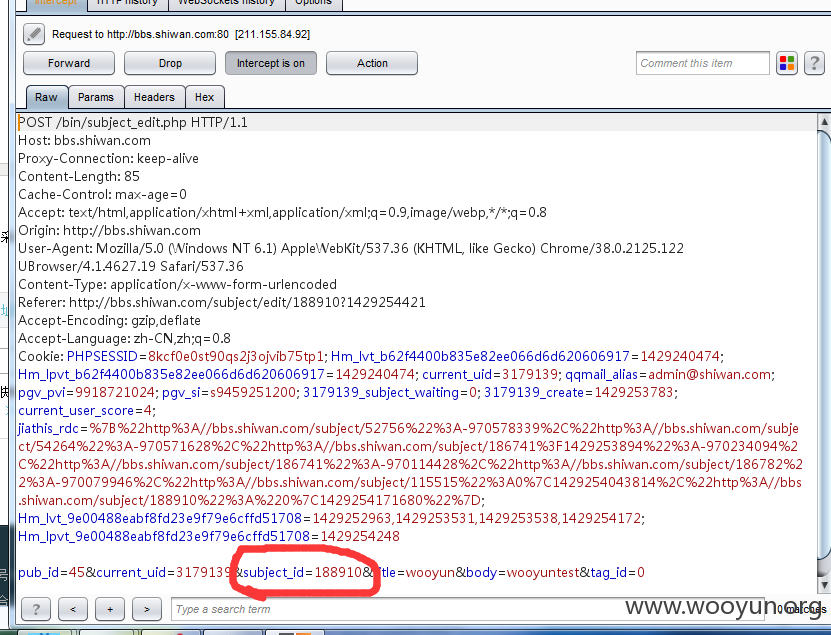 Intercept HTTP history WebSockets history Options
Request to http://bbs.shiwan.com:80 [211.155.84.92]
Forward Drop Intercept is on Action Comment this item ?
Raw Params Headers Hex
POST /bin/subject_edit.php HTTP/1.1
Host: bbs.shiwan.com
Proxy-Connection: keep-alive
Content-Length: 85
Cache-Control: max-age=0
Accept: text/html,application/xhtml+xml,application/xml;q=0.9,image/webp,*/*;q=0.8
Origin: http://bbs.shiwan.com
User-Agent: Mozilla/5.0 (Windows NT 6.1) AppleWebKit/537.36 (KHTML, like Gecko) Chrome/38.0.2125.122
UBrowser/4.1.4627.19 Safari/537.36
Content-Type: application/x-www-form-urlencoded
Referer: http://bbs.shiwan.com/subject/edit/188910?1429254421
Accept-Encoding: gzip,deflate
Accept-Language: zh-CN,zh;q=0.8
Cookie: PHPSESSID=8kcf0e0st90qs2j3ojvib75tp1; Hm_lvt_b62f4400b835e82ee066d6d620606917=1429240474;
Hm_lpvt_b62f4400b835e82ee066d6d620606917=1429240474; current_uid=3179139; qqmail_alias=admin@shiwan.com;
pgv_pvi=9918721024; pgv_si=s9459251200; 3179139_subject_waiting=0; 3179139_create=1429253783;
current_user_score=4;
jiathis_rdc=%7B%22http%3A//bbs.shiwan.com/subject/52756%22%3A-970578339%2C%22http%3A//bbs.shiwan.com/subje
ct/54264%22%3A-970571628%2C%22http%3A//bbs.shiwan.com/subject/186741%3F1429253894%22%3A-970234094%2
C%22http%3A//bbs.shiwan.com/subject/186741%22%3A-970114428%2C%22http%3A//bbs.shiwan.com/subject/186782%2
2%3A-970079946%2C%22http%3A//bbs.shiwan.com/subject/115515%22%3A0%7C1429254043814%2C%22http%3A//bbs
.shiwan.com/subject/188910%22%3A%220%7C1429254171680%22%7D;
Hm_lvt_9e00488eabf8fd23e9f79e6cffd51708=1429252963,1429253531,1429253538,1429254172;
Hm_lpvt_9e00488eabf8fd23e9f79e6cffd51708=1429254248
pub_id=45&current_uid=3179139&subject_id=188910&title=wooyun&body=wooyuntest&tag_id=0
? < + > Type a search term 0 matches
www.wooyun.org